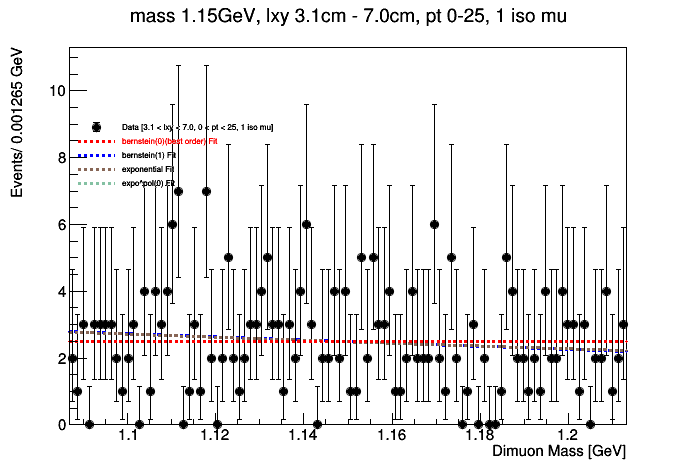 mass 1.15GeV, lxy 3.1cm - 7.0cm, pt 0-25, 1 iso mu
Events/ 0.001265 GeV
10
8
6
4
2
0
Data [3.1 < lxy < 7.0, 0 < pt < 25, 1 iso mu]
bernstein(0)(best order) Fit
bernstein(1) Fit
exponential Fit
expo*pol(0) Fit
1.1 1.12 1.14 1.16 1.18 1.2
Dimuon Mass [GeV]